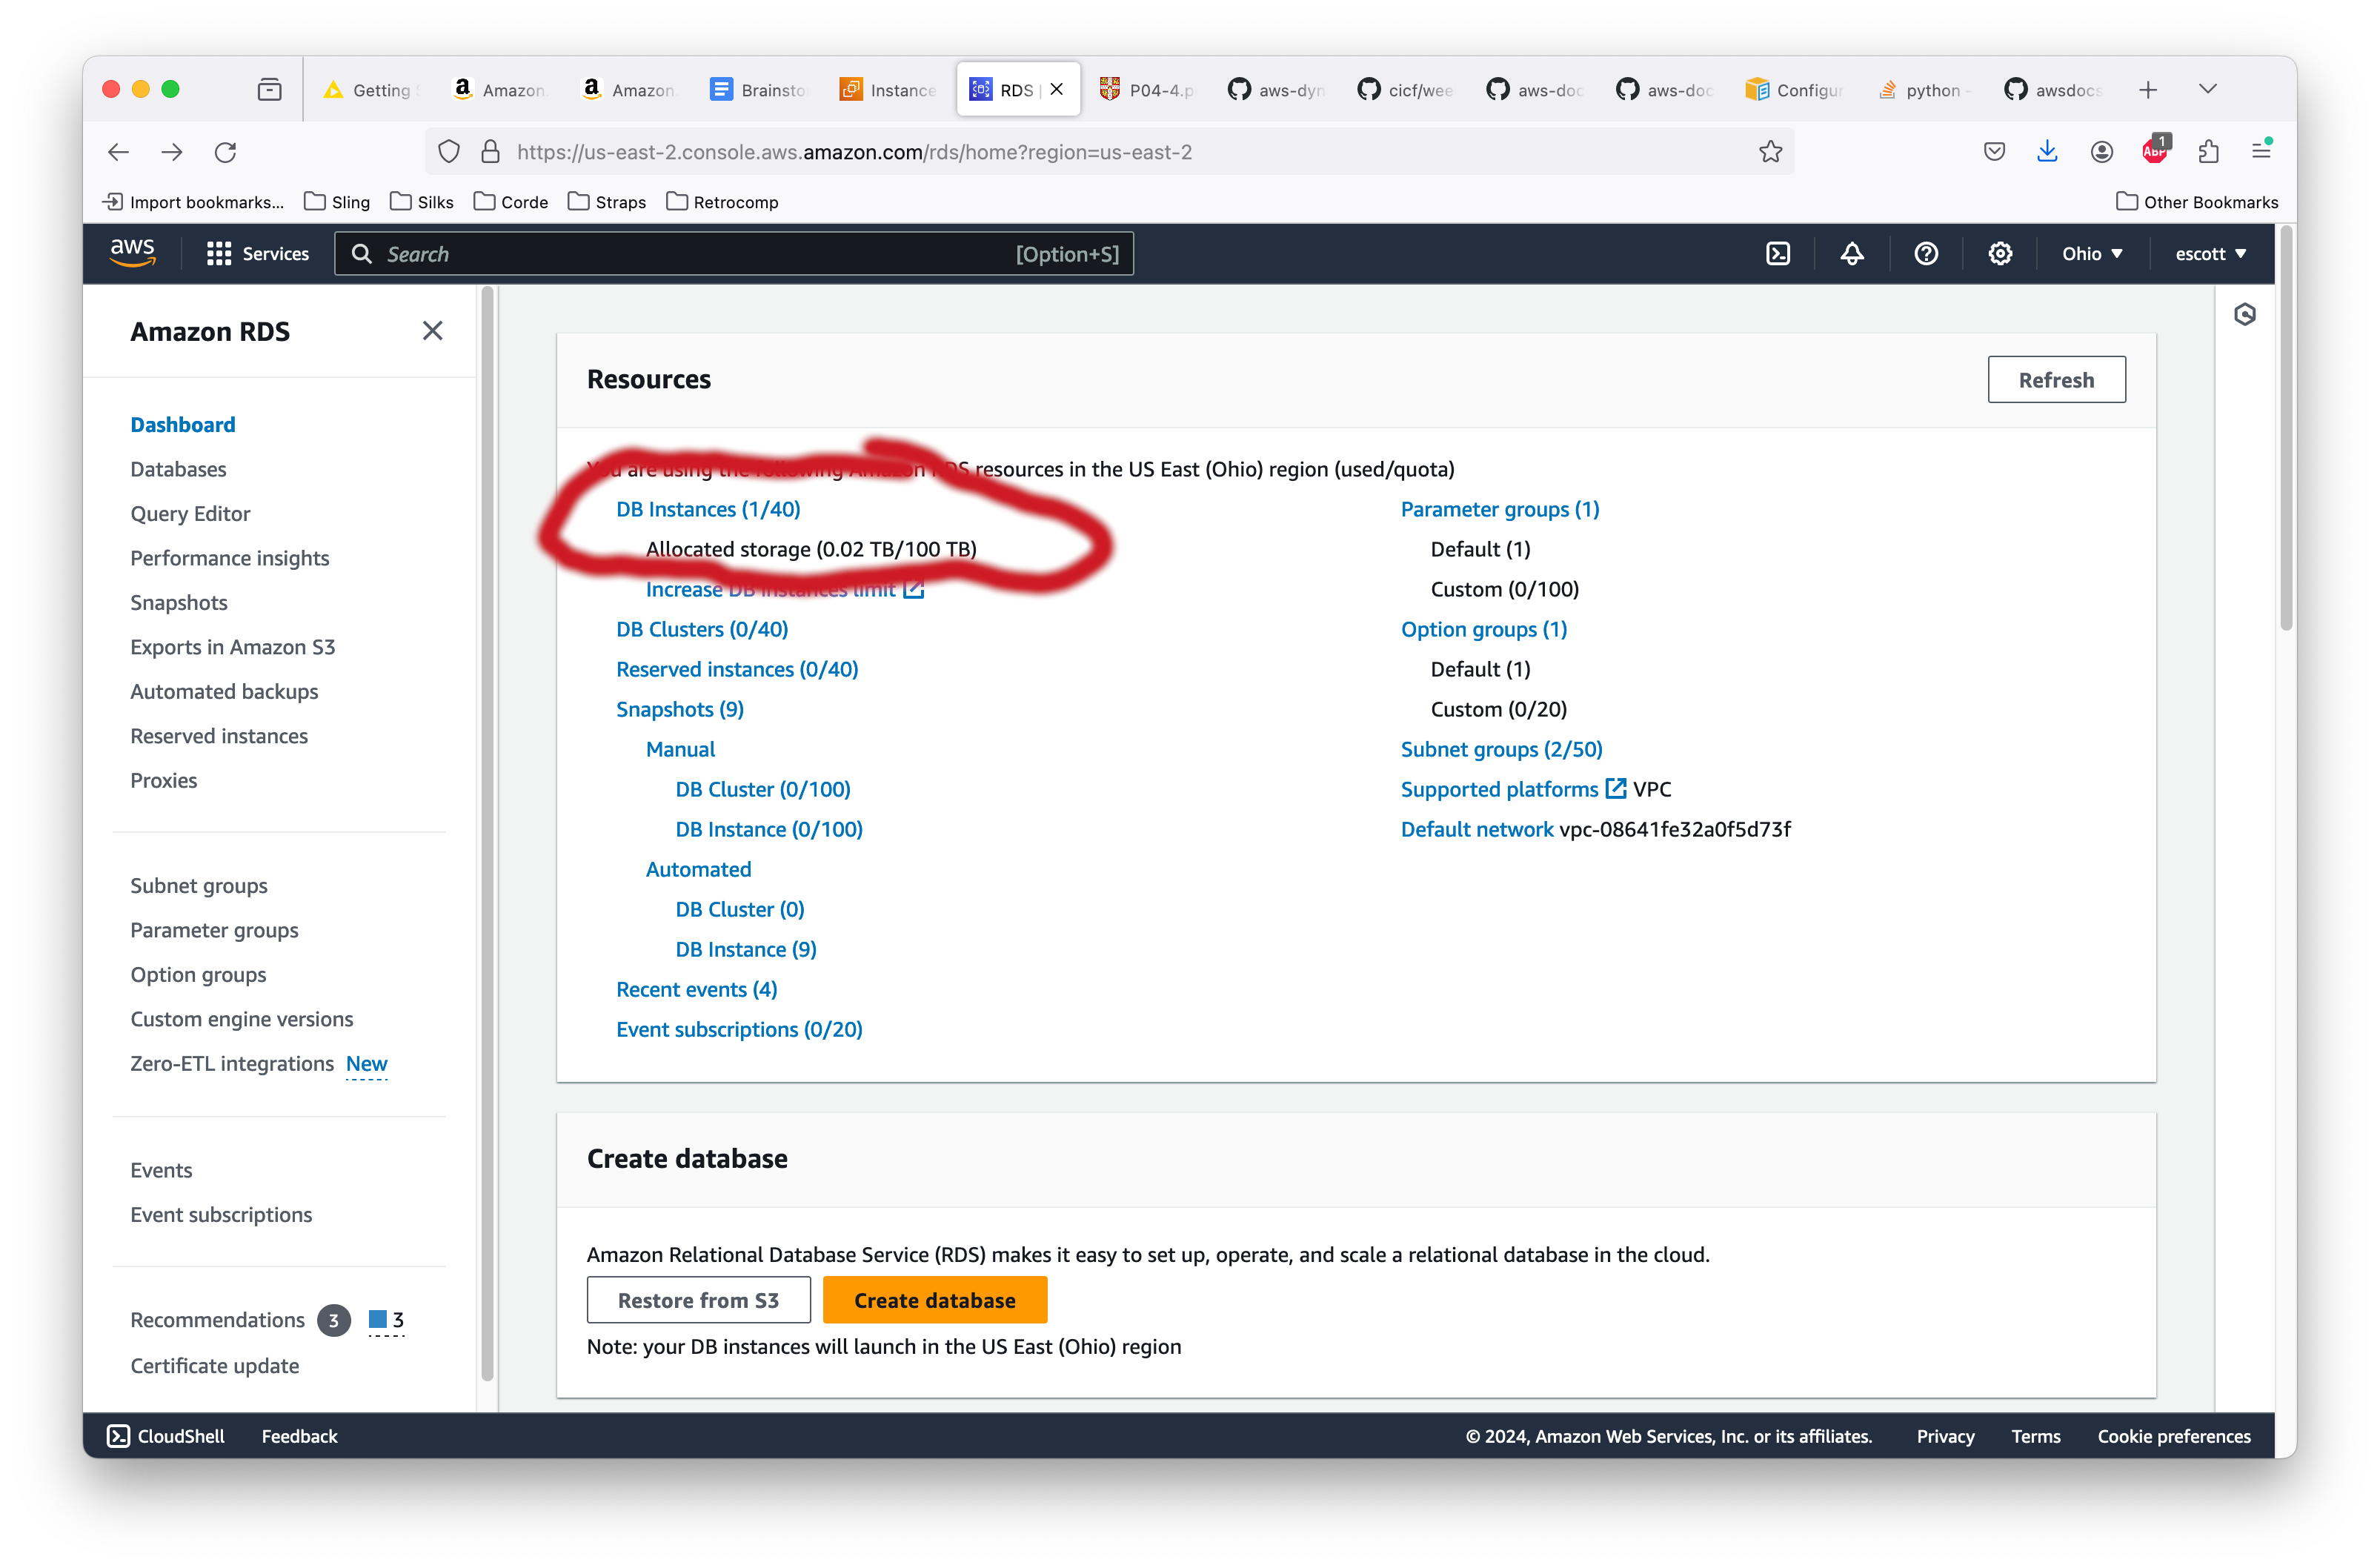 Getting
Amazon.
Amazon.
Brainsto
Instance
RDS |
P04-4.p
aws-dyn
cicf/wee
aws-doc
aws-doc
Configur
python -
awsdocs
https://us-east-2.console.aws.amazon.com/rds/home?region=us-east-2
ABP
1
Import bookmarks...
Sling
Silks
Corde
Straps
Retrocomp
Other Bookmarks
aws
Services
Search
[Option+S]
Ohio
escott
Amazon RDS
Dashboard
Databases
Query Editor
Performance insights
Snapshots
Exports in Amazon S3
Automated backups
Reserved instances
Proxies
Subnet groups
Parameter groups
Option groups
Custom engine versions
Zero-ETL integrations New
Events
Event subscriptions
Recommendations 3 3
Certificate update
Resources
Refresh
You are using the following Amazon RDS resources in the US East (Ohio) region (used/quota)
DB Instances (1/40)
Allocated storage (0.02 TB/100 TB)
Increase DB instances limit
DB Clusters (0/40)
Reserved instances (0/40)
Snapshots (9)
Manual
DB Cluster (0/100)
DB Instance (0/100)
Automated
DB Cluster (0)
DB Instance (9)
Recent events (4)
Event subscriptions (0/20)
Parameter groups (1)
Default (1)
Custom (0/100)
Option groups (1)
Default (1)
Custom (0/20)
Subnet groups (2/50)
Supported platforms VPC
Default network vpc-08641fe32a0f5d73f
Create database
Amazon Relational Database Service (RDS) makes it easy to set up, operate, and scale a relational database in the cloud.
Restore from S3
Create database
Note: your DB instances will launch in the US East (Ohio) region
CloudShell
Feedback
© 2024, Amazon Web Services, Inc. or its affiliates.
Privacy
Terms
Cookie preferences